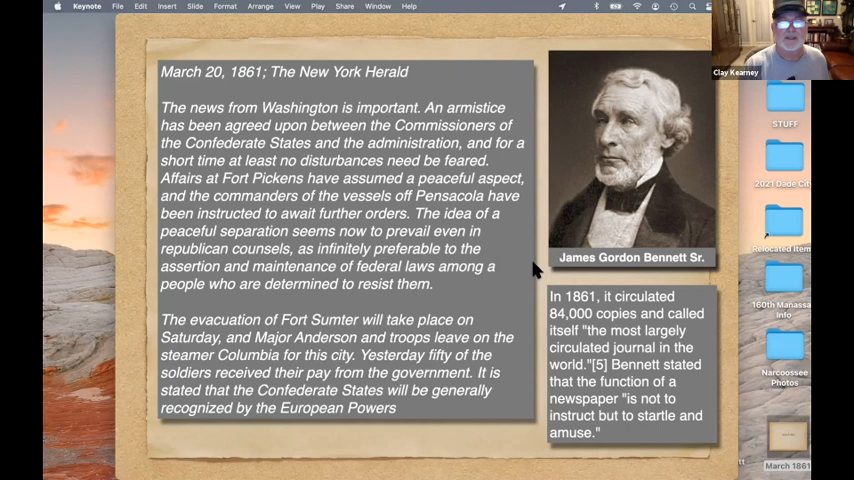 Keynote File Edit Insert Slide Format Arrange View Play Share Window Help
Clay Kearney
March 20, 1861; The New York Herald
The news from Washington is important. An armistice
has been agreed upon between the Commissioners of
the Confederate States and the administration, and for a
short time at least no disturbances need be feared.
Affairs at Fort Pickens have assumed a peaceful aspect,
and the commanders of the vessels off Pensacola have
been instructed to await further orders. The idea of a
peaceful separation seems now to prevail even in
republican counsels, as infinitely preferable to the
assertion and maintenance of federal laws among a
people who are determined to resist them.
The evacuation of Fort Sumter will take place on
Saturday, and Major Anderson and troops leave on the
steamer Columbia for this city. Yesterday fifty of the
soldiers received their pay from the government. It is
stated that the Confederate States will be generally
recognized by the European Powers
James Gordon Bennett Sr.
In 1861, it circulated
84,000 copies and called
itself "the most largely
circulated journal in the
world."[5] Bennett stated
that the function of a
newspaper "is not to
instruct but to startle and
amuse."
STUFF
2021 Dade City
Relocated Item
160th Manassa
Info
Narcoossee
Photos
March 1861